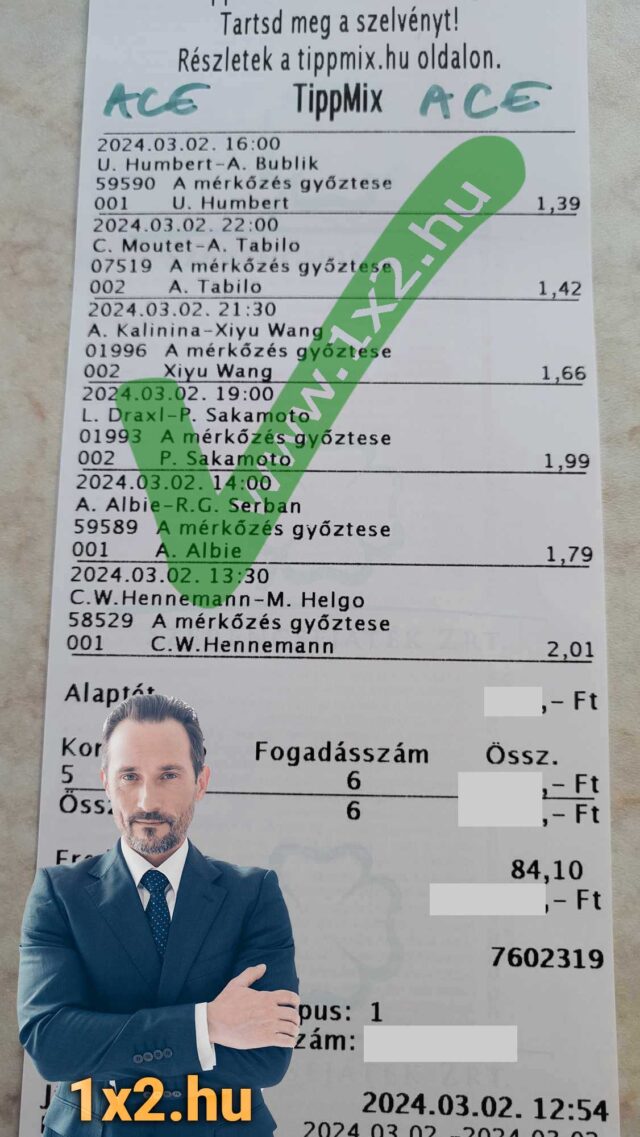 Tartsd meg a szelvényt!
Részletek a tippmix.hu oldalon.
ACE TippMix ACE
2024.03.02. 16:00
U. Humbert-A. Bublik
59590 A mérkőzés győztese
001 U. Humbert 1,39
2024.03.02. 22:00
C. Moutet-A. Tabilo
07519 A mérkőzés győztese
002 A. Tabilo 1,42
2024.03.02. 21:30
A. Kalinina-Xiyu Wang
01996 A mérkőzés győztese
002 Xiyu Wang 1,66
2024.03.02. 19:00
L. Draxl-P. Sakamoto
01993 A mérkőzés győztese
002 P. Sakamoto 1,99
2024.03.02. 14:00
A. Albie-R.G. Serban
59589 A mérkőzés győztese
001 A. Albie 1,79
2024.03.02. 13:30
C.W.Hennemann-M. Helgo
58529 A mérkőzés győztese
001 C.W.Hennemann 2,01
www.1x2.hu
Alaptét ,- Ft
Fogadásszám Össz.
5 6 ,- Ft
6 ,- Ft
84,10
,- Ft
7602319
1
1x2.hu
2024.03.02. 12:54